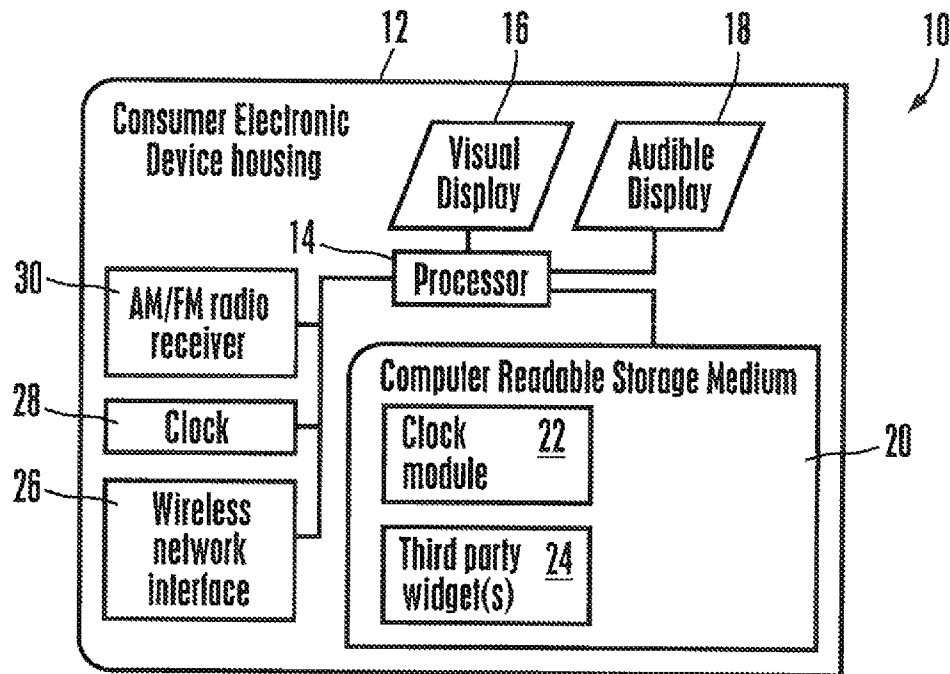 12
16
18
10
Consumer Electronic
Device housing
Visual
Display
Audible
Display
14
Processor
30
AM/FM radio
receiver
Computer Readable Storage Medium
28
Clock
Clock
module
22
20
26
Wireless
network
interface
Third party
widget(s)
24